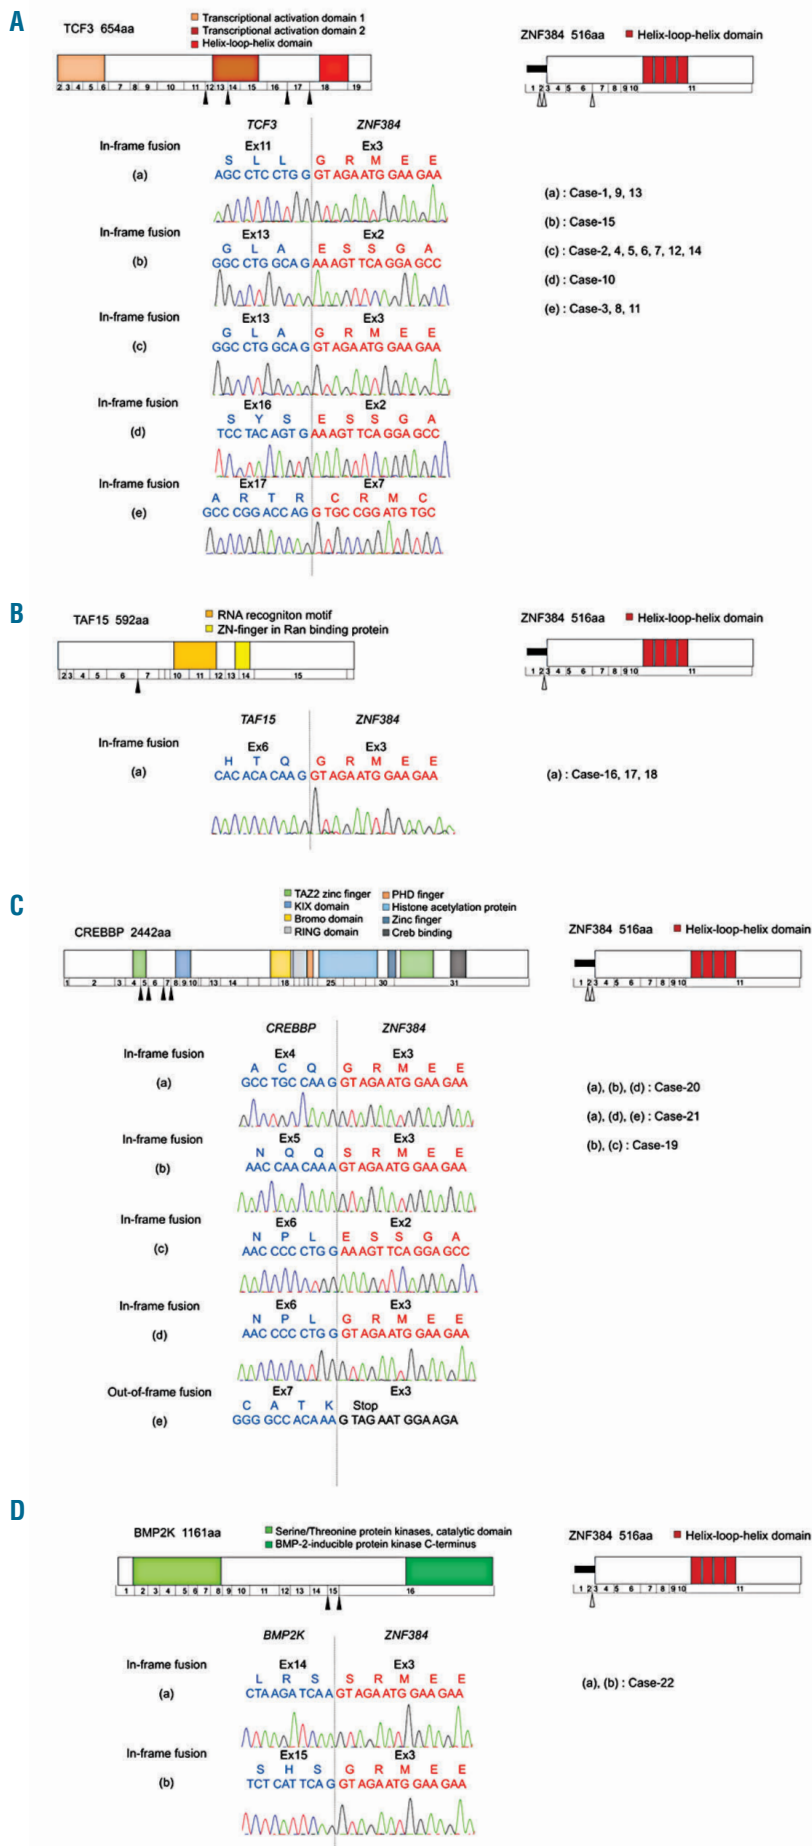 A
TCF3 654aa
Transcriptional activation domain 1
Transcriptional activation domain 2
Helix-loop-helix domain
ZNF384 516aa
Helix-loop-helix domain
2 3 4 5 6 7 8 9 10 11 12 13 14 15 16 17 18 19
1 2 3 4 5 6 7 8 9 10 11
TCF3 ZNF384
In-frame fusion Ex11 Ex3
S L L G R M E E
(a) AGC CTC CTG G GT AGA ATG GAA GAA
In-frame fusion Ex13 Ex2
G L A E S S G A
(b) GGC CTG GCA G AA AGT TCA GGA GCC
In-frame fusion Ex13 Ex3
G L A G R M E E
(c) GGC CTG GCA G GT AGA ATG GAA GAA
In-frame fusion Ex16 Ex2
S Y S E S S G A
(d) TCC TAC AGT G AA AGT TCA GGA GCC
In-frame fusion Ex17 Ex7
A R T R C R M C
(e) GCC CGG ACC AG G TGC CGG ATG TGC
(a) : Case-1, 9, 13
(b) : Case-15
(c) : Case-2, 4, 5, 6, 7, 12, 14
(d) : Case-10
(e) : Case-3, 8, 11
B
TAF15 592aa
RNA recogniton motif
ZN-finger in Ran binding protein
ZNF384 516aa
Helix-loop-helix domain
2 3 4 5 6 7 10 11 12 13 14 15
1 2 3 4 5 6 7 8 9 10 11
TAF15 ZNF384
In-frame fusion Ex6 Ex3
H T Q G R M E E
(a) CAC ACA CAA G GT AGA ATG GAA GAA
(a) : Case-16, 17, 18
C
CREBBP 2442aa
TAZ2 zinc finger
KIX domain
Bromo domain
RING domain
PHD finger
Histone acetylation protein
Zinc finger
Creb binding
ZNF384 516aa
Helix-loop-helix domain
1 2 3 4 5 6 7 8 9 10 13 14 18 25 30 31
1 2 3 4 5 6 7 8 9 10 11
CREBBP ZNF384
In-frame fusion Ex4 Ex3
A C Q G R M E E
(a) GCC TGC CAA G GT AGA ATG GAA GAA
In-frame fusion Ex5 Ex3
N Q Q S R M E E
(b) AAC CAA CAA A GT AGA ATG GAA GAA
In-frame fusion Ex6 Ex2
N P L E S S G A
(c) AAC CCC CTG G AA AGT TCA GGA GCC
In-frame fusion Ex6 Ex3
N P L G R M E E
(d) AAC CCC CTG G GT AGA ATG GAA GAA
Out-of-frame fusion Ex7 Ex3
C A T K Stop
(e) GGG GCC ACA AA G TAG AAT GGA AGA
(a), (b), (d) : Case-20
(a), (d), (e) : Case-21
(b), (c) : Case-19
D
BMP2K 1161aa
Serine/Threonine protein kinases, catalytic domain
BMP-2-inducible protein kinase C-terminus
ZNF384 516aa
Helix-loop-helix domain
1 2 3 4 5 6 7 8 9 10 11 12 13 14 15 16
1 2 3 4 5 6 7 8 9 10 11
BMP2K ZNF384
In-frame fusion Ex14 Ex3
L R S S R M E E
(a) CTA AGA TCA A GT AGA ATG GAA GAA
In-frame fusion Ex15 Ex3
S H S G R M E E
(b) TCT CAT TCA G GT AGA ATG GAA GAA
(a), (b) : Case-22